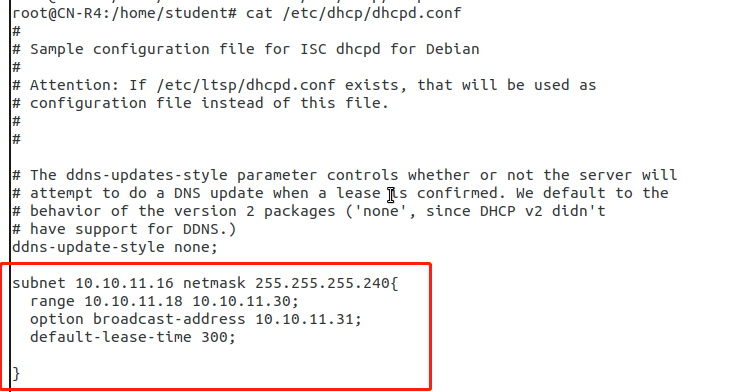 root@CN-R4:/home/student# cat /etc/dhcp/dhcpd.conf
#
# Sample configuration file for ISC dhcpd for Debian
#
# Attention: If /etc/ltsp/dhcpd.conf exists, that will be used as
# configuration file instead of this file.
#
#
# The ddns-updates-style parameter controls whether or not the server will
# attempt to do a DNS update when a lease is confirmed. We default to the
# behavior of the version 2 packages ('none', since DHCP v2 didn't
# have support for DDNS.)
ddns-update-style none;
subnet 10.10.11.16 netmask 255.255.255.240{
  range 10.10.11.18 10.10.11.30;
  option broadcast-address 10.10.11.31;
  default-lease-time 300;
}